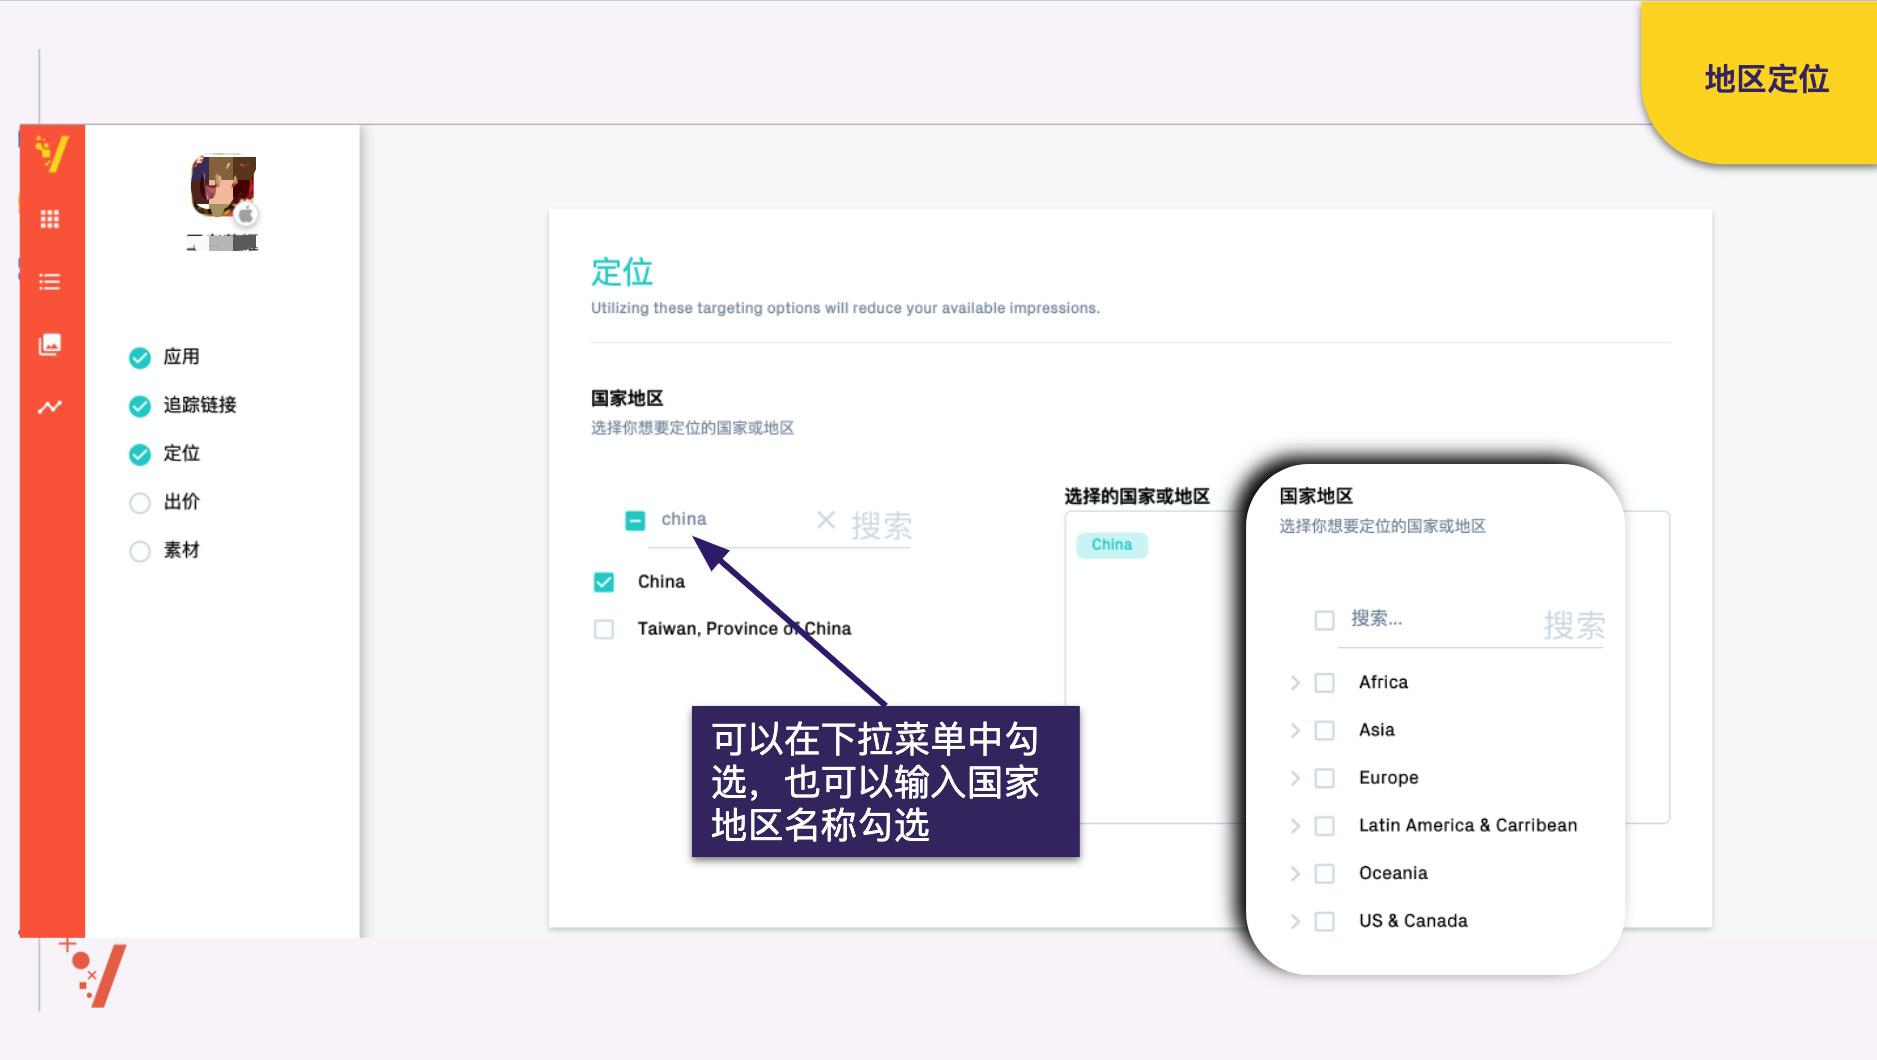 地区定位
应用
追踪链接
定位
出价
素材
定位
Utilizing these targeting options will reduce your available impressions.
国家地区
选择你想要定位的国家或地区
china
搜索
China
Taiwan, Province of China
可以在下拉菜单中勾
选，也可以输入国家
地区名称勾选
选择的国家或地区
China
国家地区
选择你想要定位的国家或地区
搜索...
搜索
Africa
Asia
Europe
Latin America & Carribean
Oceania
US & Canada